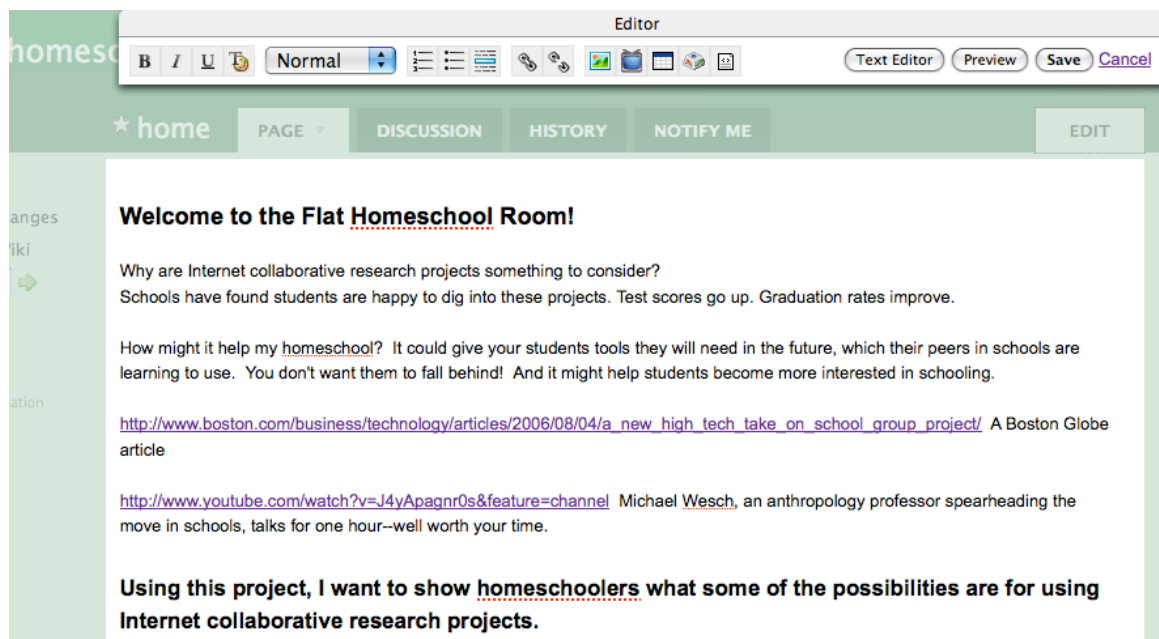 Editor
homesc
B I U T Normal Text Editor Preview Save Cancel
home PAGE DISCUSSION HISTORY NOTIFY ME EDIT
Welcome to the Flat Homeschool Room!
anges
iki
Why are Internet collaborative research projects something to consider?
Schools have found students are happy to dig into these projects. Test scores go up. Graduation rates improve.
How might it help my homeschool? It could give your students tools they will need in the future, which their peers in schools are
learning to use. You don't want them to fall behind! And it might help students become more interested in schooling.
ation
http://www.boston.com/business/technology/articles/2006/08/04/a_new_high_tech_take_on_school_group_project/ A Boston Globe
article
http://www.youtube.com/watch?v=J4yApagnr0s&feature=channel Michael Wesch, an anthropology professor spearheading the
move in schools, talks for one hour--well worth your time.
Using this project, I want to show homeschoolers what some of the possibilities are for using
Internet collaborative research projects.